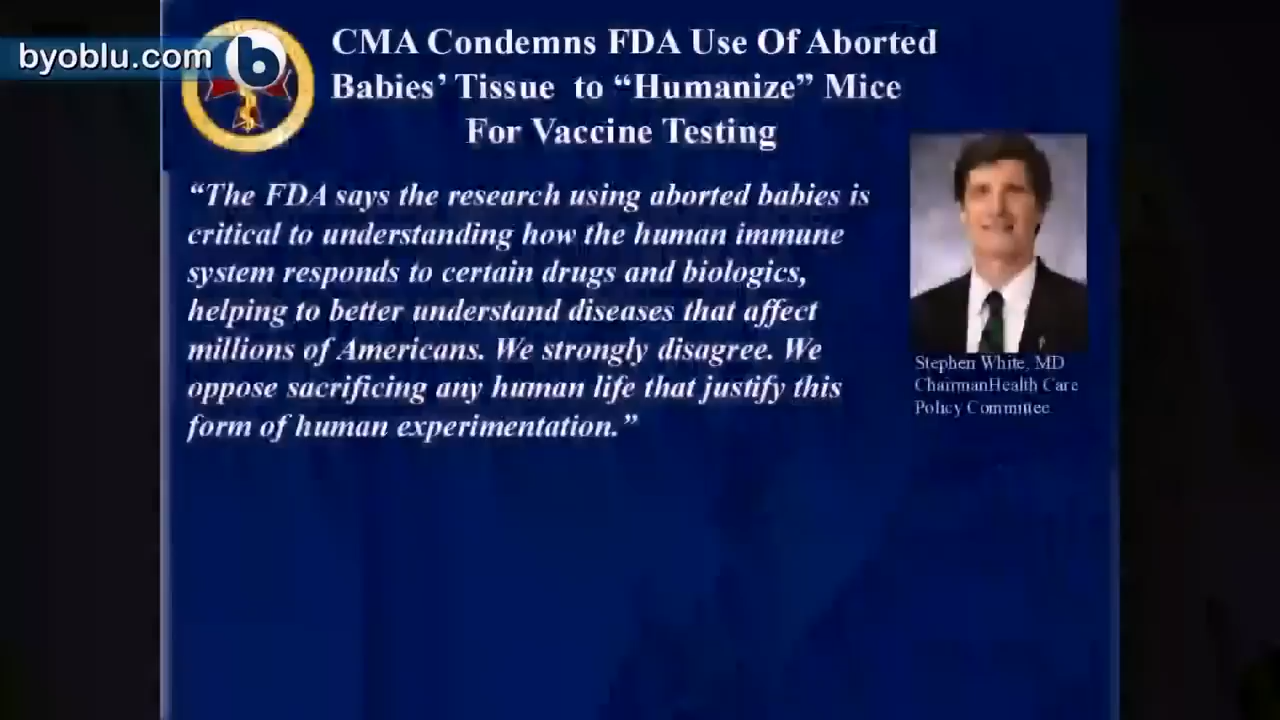 byoblu.com b
CMA Condemns FDA Use Of Aborted
Babies' Tissue to “Humanize” Mice
For Vaccine Testing
“The FDA says the research using aborted babies is
critical to understanding how the human immune
system responds to certain drugs and biologics,
helping to better understand diseases that affect
millions of Americans. We strongly disagree. We
oppose sacrificing any human life that justify this
form of human experimentation.”
Stephen White, MD
ChairmanHealth Care
Policy Committee